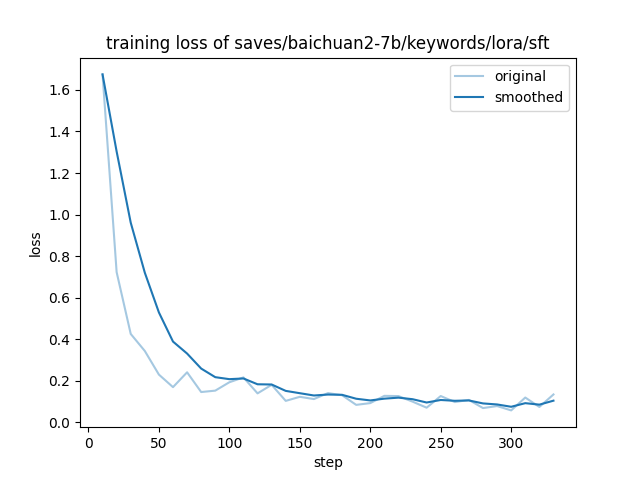 training loss of saves/baichuan2-7b/keywords/lora/sft
original
smoothed
1.6
1.4
1.2
1.0
0.8
0.6
0.4
0.2
0.0
loss
0 50 100 150 200 250 300
step